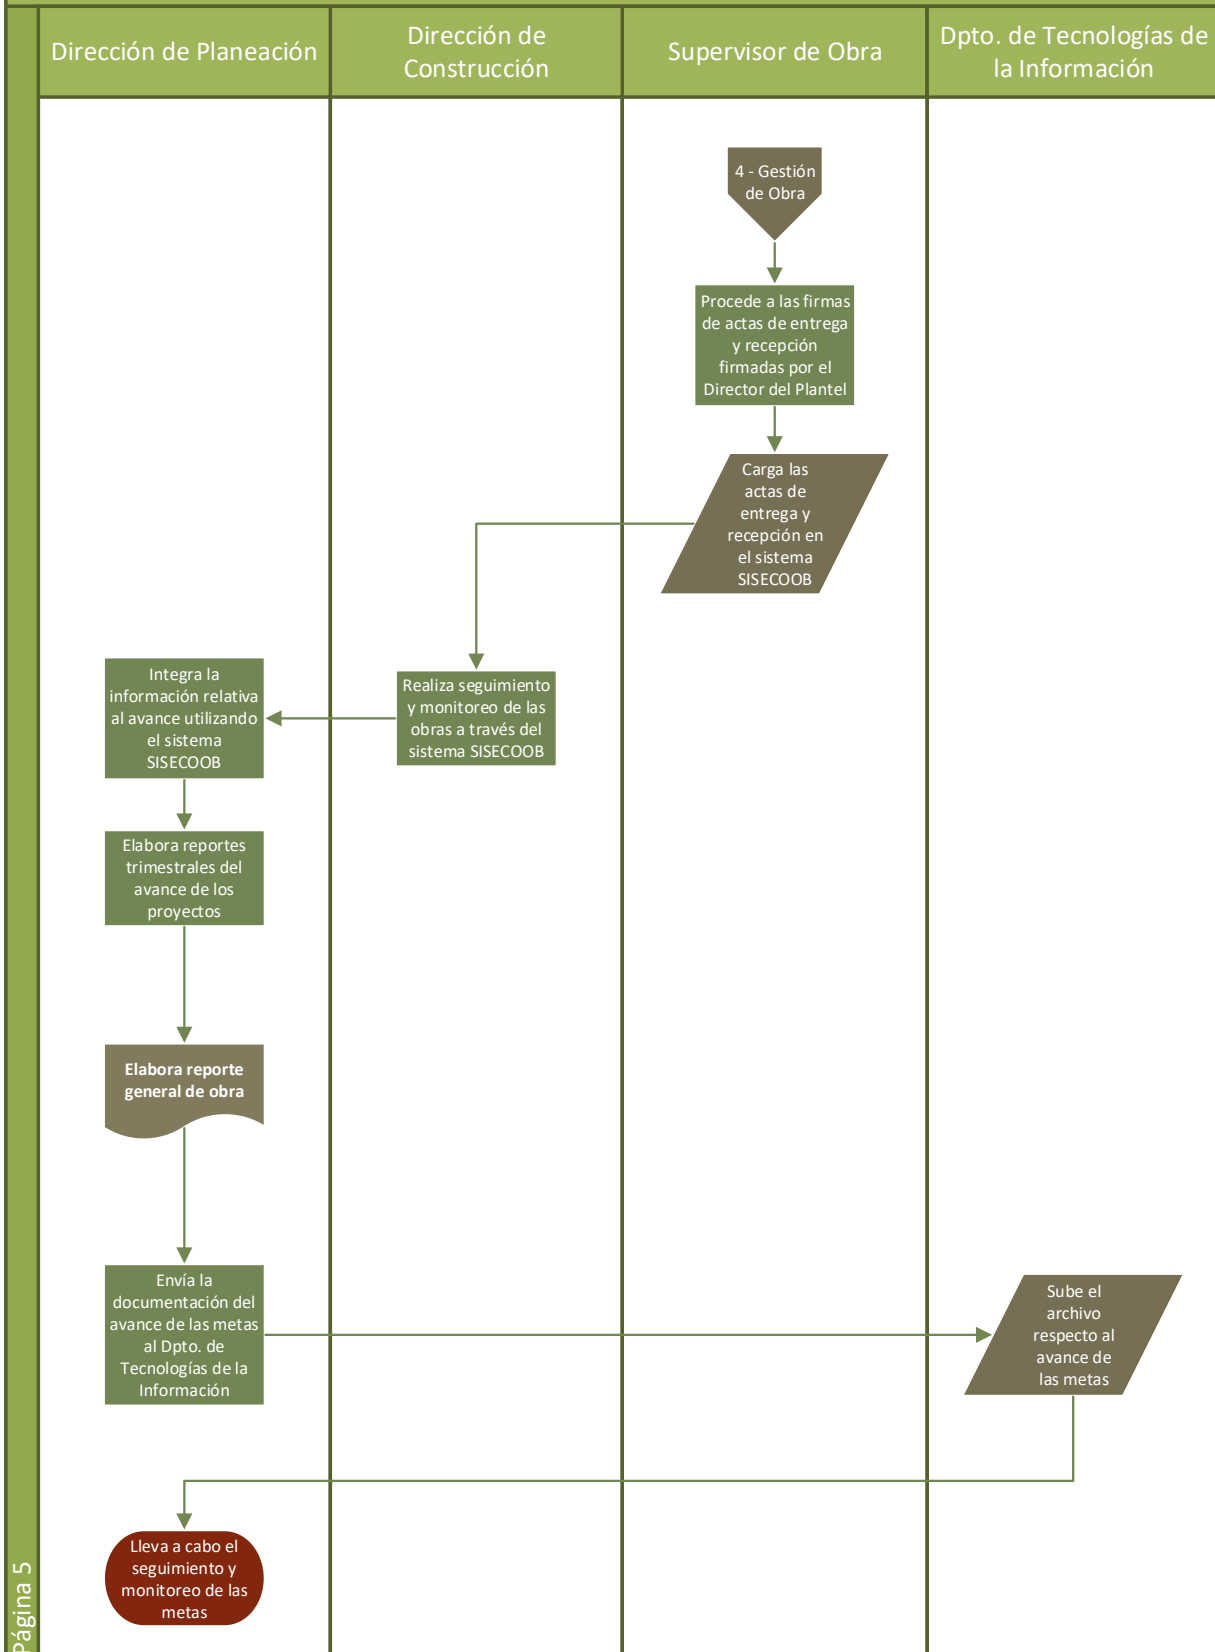 Dirección de Planeación
Dirección de
Construcción
Supervisor de Obra
Dpto. de Tecnologías de
la Información
4 - Gestión
de Obra
Procede a las firmas
de actas de entrega
y recepción
firmadas por el
Director del Plantel
Carga las
actas de
entrega y
recepción en
el sistema
SISECOOB
Realiza seguimiento
y monitoreo de las
obras a través del
sistema SISECOOB
Integra la
información relativa
al avance utilizando
el sistema
SISECOOB
Elabora reportes
trimestrales del
avance de los
proyectos
Elabora reporte
general de obra
Envía la
documentación del
avance de las metas
al Dpto. de
Tecnologías de la
Información
Sube el
archivo
respecto al
avance de
las metas
Lleva a cabo el
seguimiento y
monitoreo de las
metas
Página 5